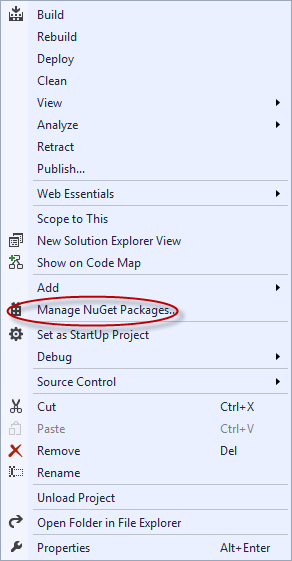 Build
Rebuild
Deploy
Clean
View
Analyze
Retract
Publish...
Web Essentials
Scope to This
New Solution Explorer View
Show on Code Map
Add
Manage NuGet Packages...
Set as StartUp Project
Debug
Source Control
Cut Ctrl+X
Paste Ctrl+V
Remove Del
Rename
Unload Project
Open Folder in File Explorer
Properties Alt+Enter